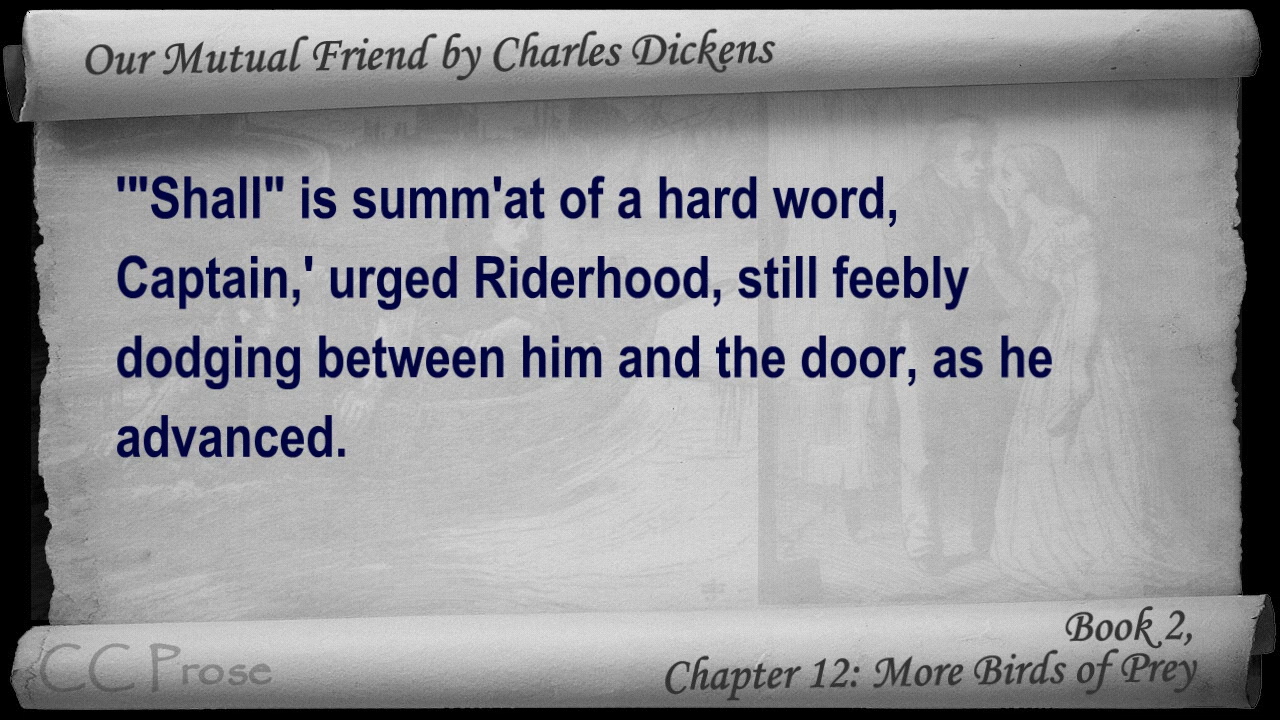 Our Mutual Friend by Charles Dickens
'"Shall" is summ'at of a hard word,
Captain,' urged Riderhood, still feebly
dodging between him and the door, as he
advanced.
Book 2,
CC Prose
Chapter 12: More Birds of Prey